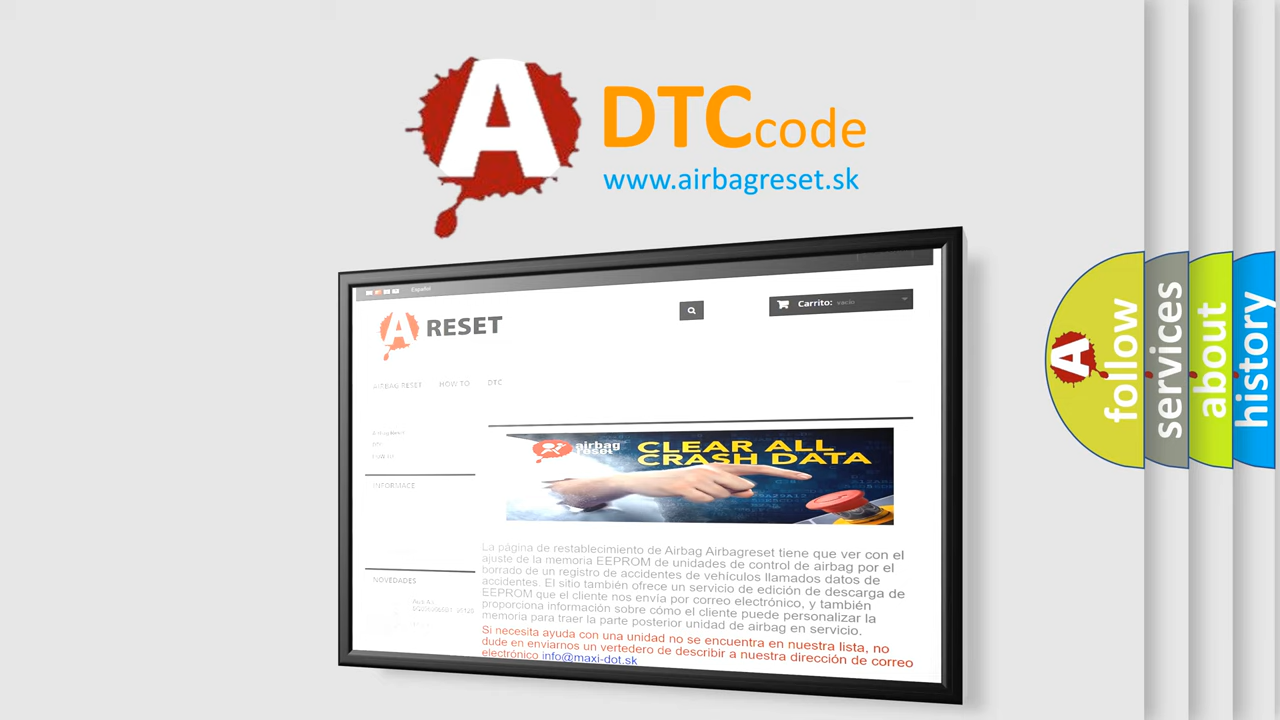 A
DTCcode
www.airbagreset.sk
Español
A RESET
Carrito: vacío
AIRBAG RESET HOW TO DTC
airbag reset
CLEAR ALL
CRASH DATA
INFORMACE
NOVEDADES
La página de restablecimiento de Airbag Airbagreset tiene que ver con el
ajuste de la memoria EEPROM de unidades de control de airbag por el
borrado de un registro de accidentes de vehículos llamados datos de
accidentes. El sitio también ofrece un servicio de edición de descarga de
EEPROM que el cliente nos envía por correo electrónico, y también
proporciona información sobre cómo el cliente puede personalizar la
memoria para traer la parte posterior unidad de airbag en servicio.
Si necesita ayuda con una unidad no se encuentra en nuestra lista, no
dude en enviarnos un vertedero de describir a nuestra dirección de correo
electrónico info@maxi-dot.sk
A
follow
services
about
history